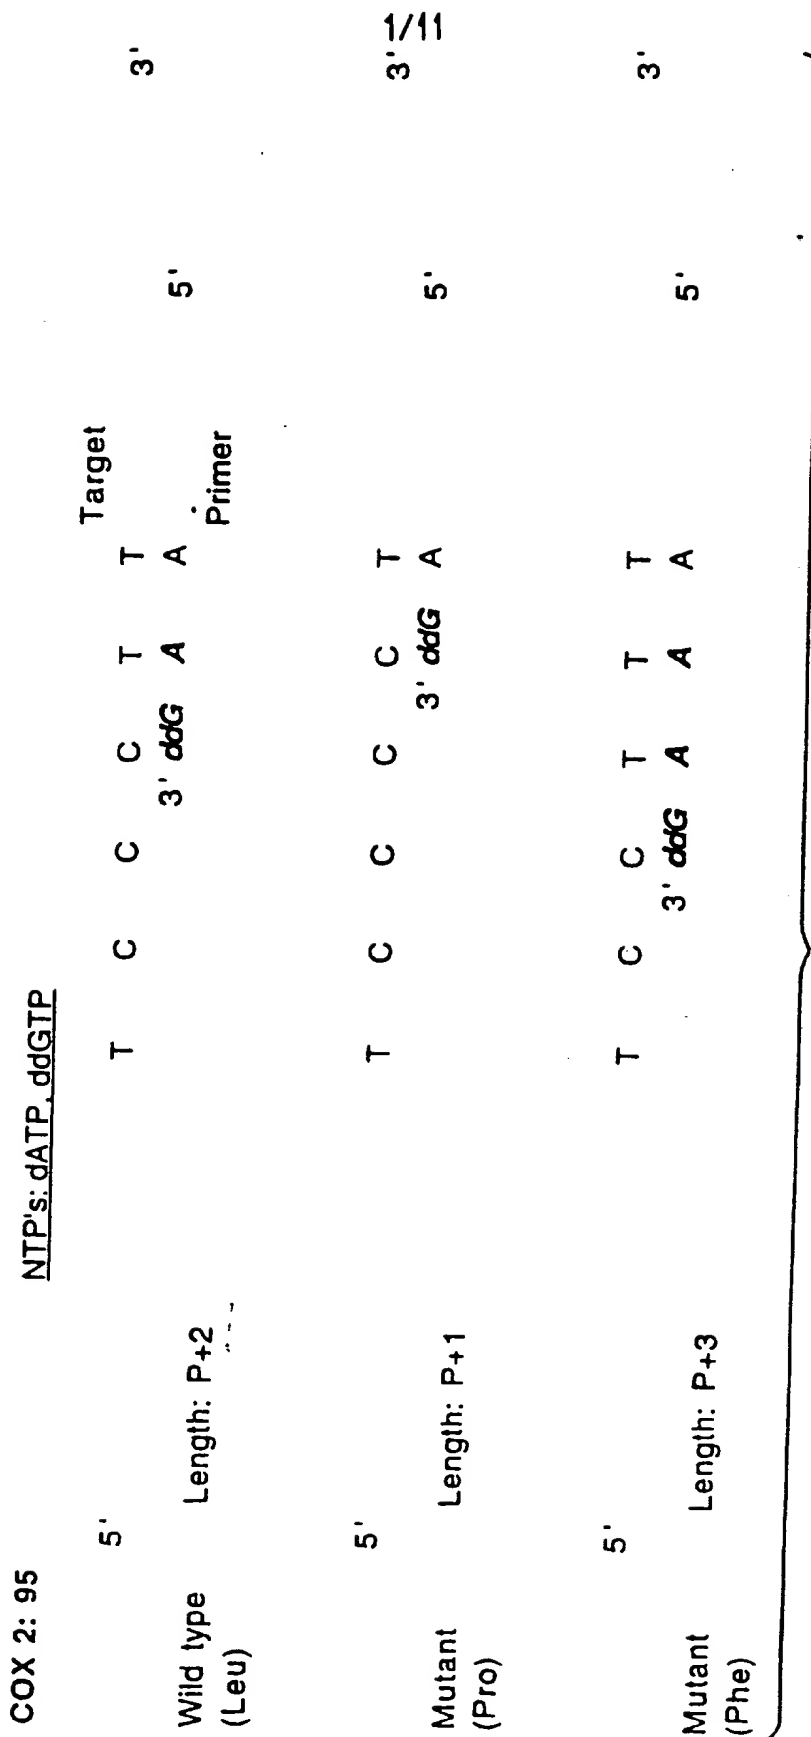 1/11
COX 2: 95
NTP's: dATP, ddGTP
Target
5' T C C C T T 3'
Wild type (Leu) Length: P+2 3' ddG A A 5'
Primer
5' T C C C C T 3'
Mutant (Pro) Length: P+1 3' ddG A 5'
5' T C C T T T 3'
Mutant (Phe) Length: P+3 3' ddG A A A 5'